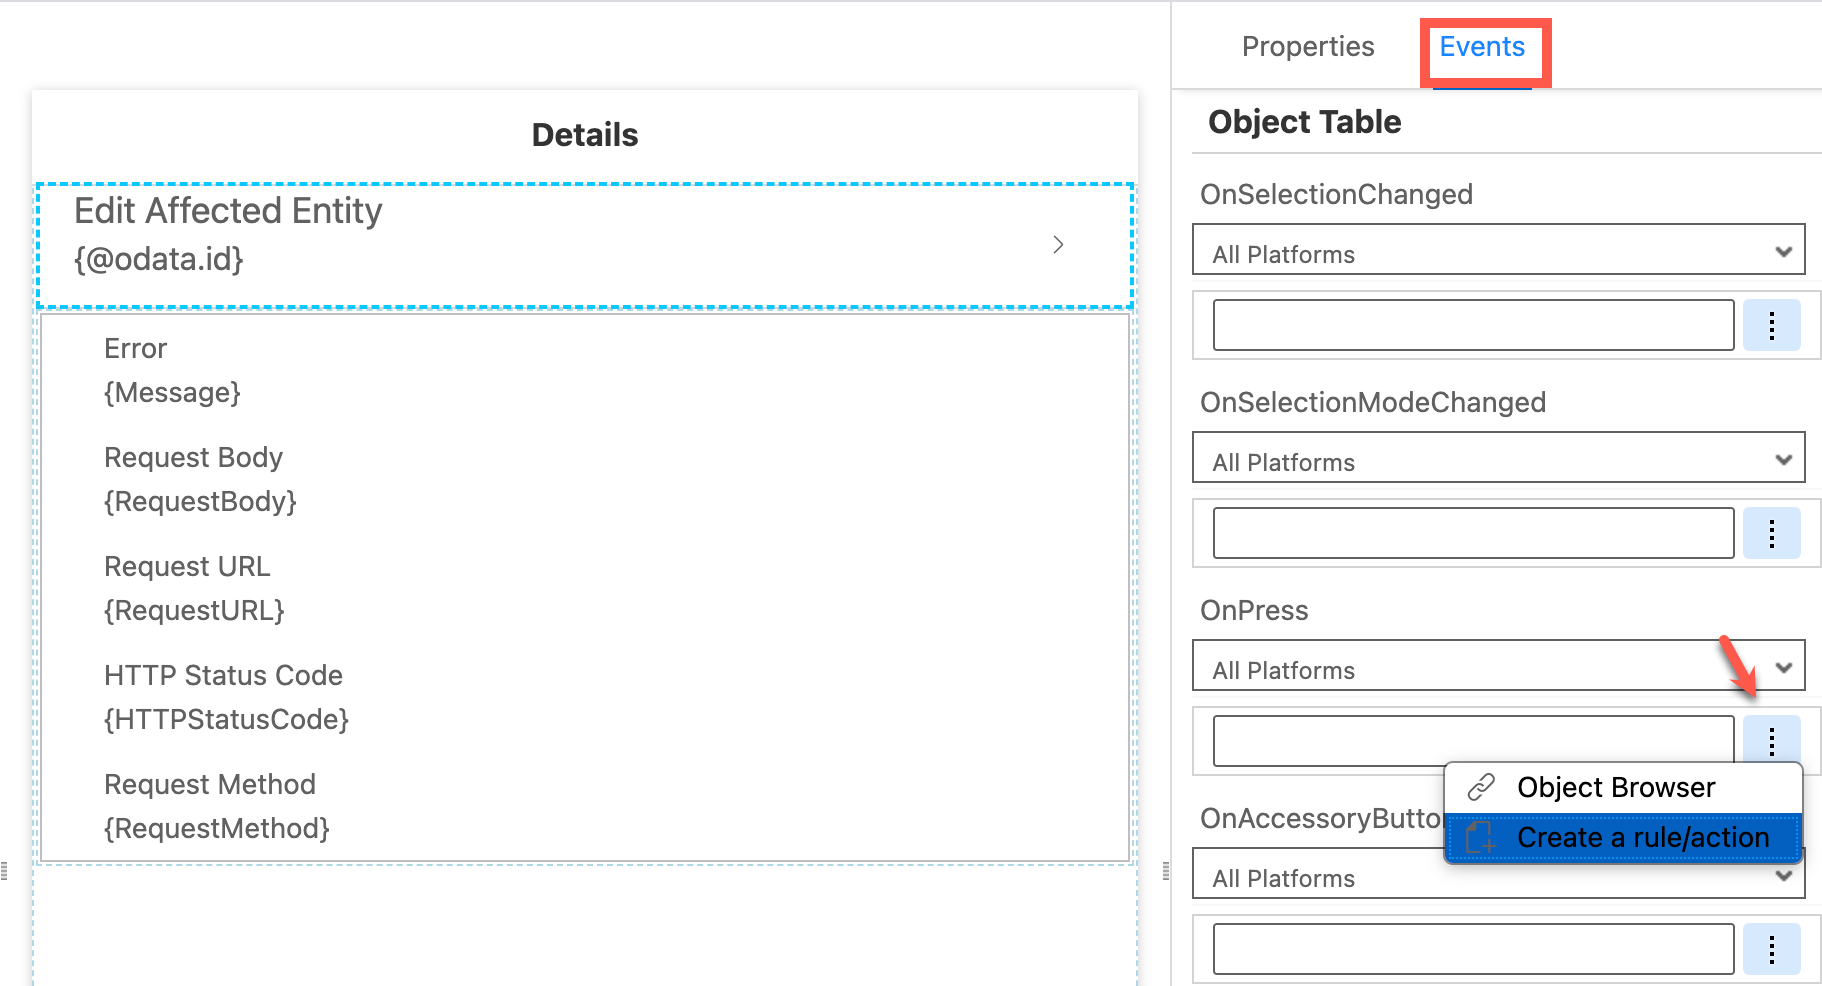 Details
Edit Affected Entity
{@odata.id}
Error
{Message}
Request Body
{RequestBody}
Request URL
{RequestURL}
HTTP Status Code
{HTTPStatusCode}
Request Method
{RequestMethod}
Properties
Events
Object Table
OnSelectionChanged
All Platforms
OnSelectionModeChanged
All Platforms
OnPress
All Platforms
Object Browser
Create a rule/action
All Platforms